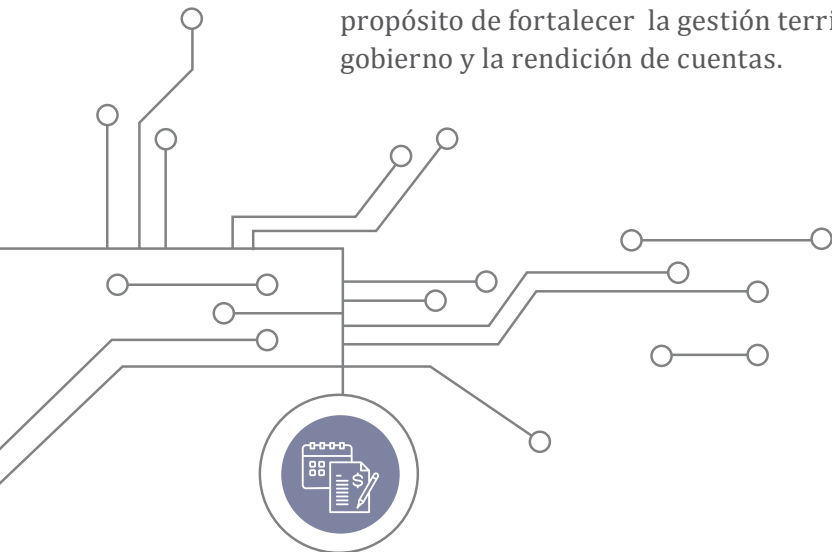 propósito de fortalecer la gestión terri
gobierno y la rendición de cuentas.
$